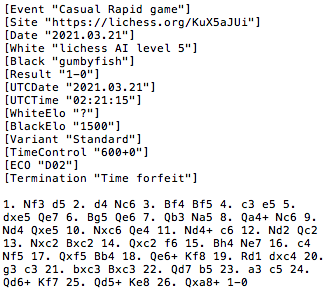 [Event "Casual Rapid game"]
[Site "https://lichess.org/KuX5aJUi"]
[Date "2021.03.21"]
[White "lichess AI level 5"]
[Black "gumbyfish"]
[Result "1-0"]
[UTCDate "2021.03.21"]
[UTCTime "02:21:15"]
[WhiteElo "?"]
[BlackElo "1500"]
[Variant "Standard"]
[TimeControl "600+0"]
[ECO "D02"]
[Termination "Time forfeit"]

1. Nf3 d5 2. d4 Nc6 3. Bf4 Bf5 4. c3 e5 5.
dxe5 Qe7 6. Bg5 Qe6 7. Qb3 Na5 8. Qa4+ Nc6 9.
Nd4 Qxe5 10. Nxc6 Qe4 11. Nd4+ c6 12. Nd2 Qc2
13. Nxc2 Bxc2 14. Qxc2 f6 15. Bh4 Ne7 16. c4
Nf5 17. Qxf5 Bb4 18. Qe6+ Kf8 19. Rd1 dxc4 20.
g3 c3 21. bxc3 Bxc3 22. Qd7 b5 23. a3 c5 24.
Qd6+ Kf7 25. Qd5+ Ke8 26. Qxa8+ 1-0